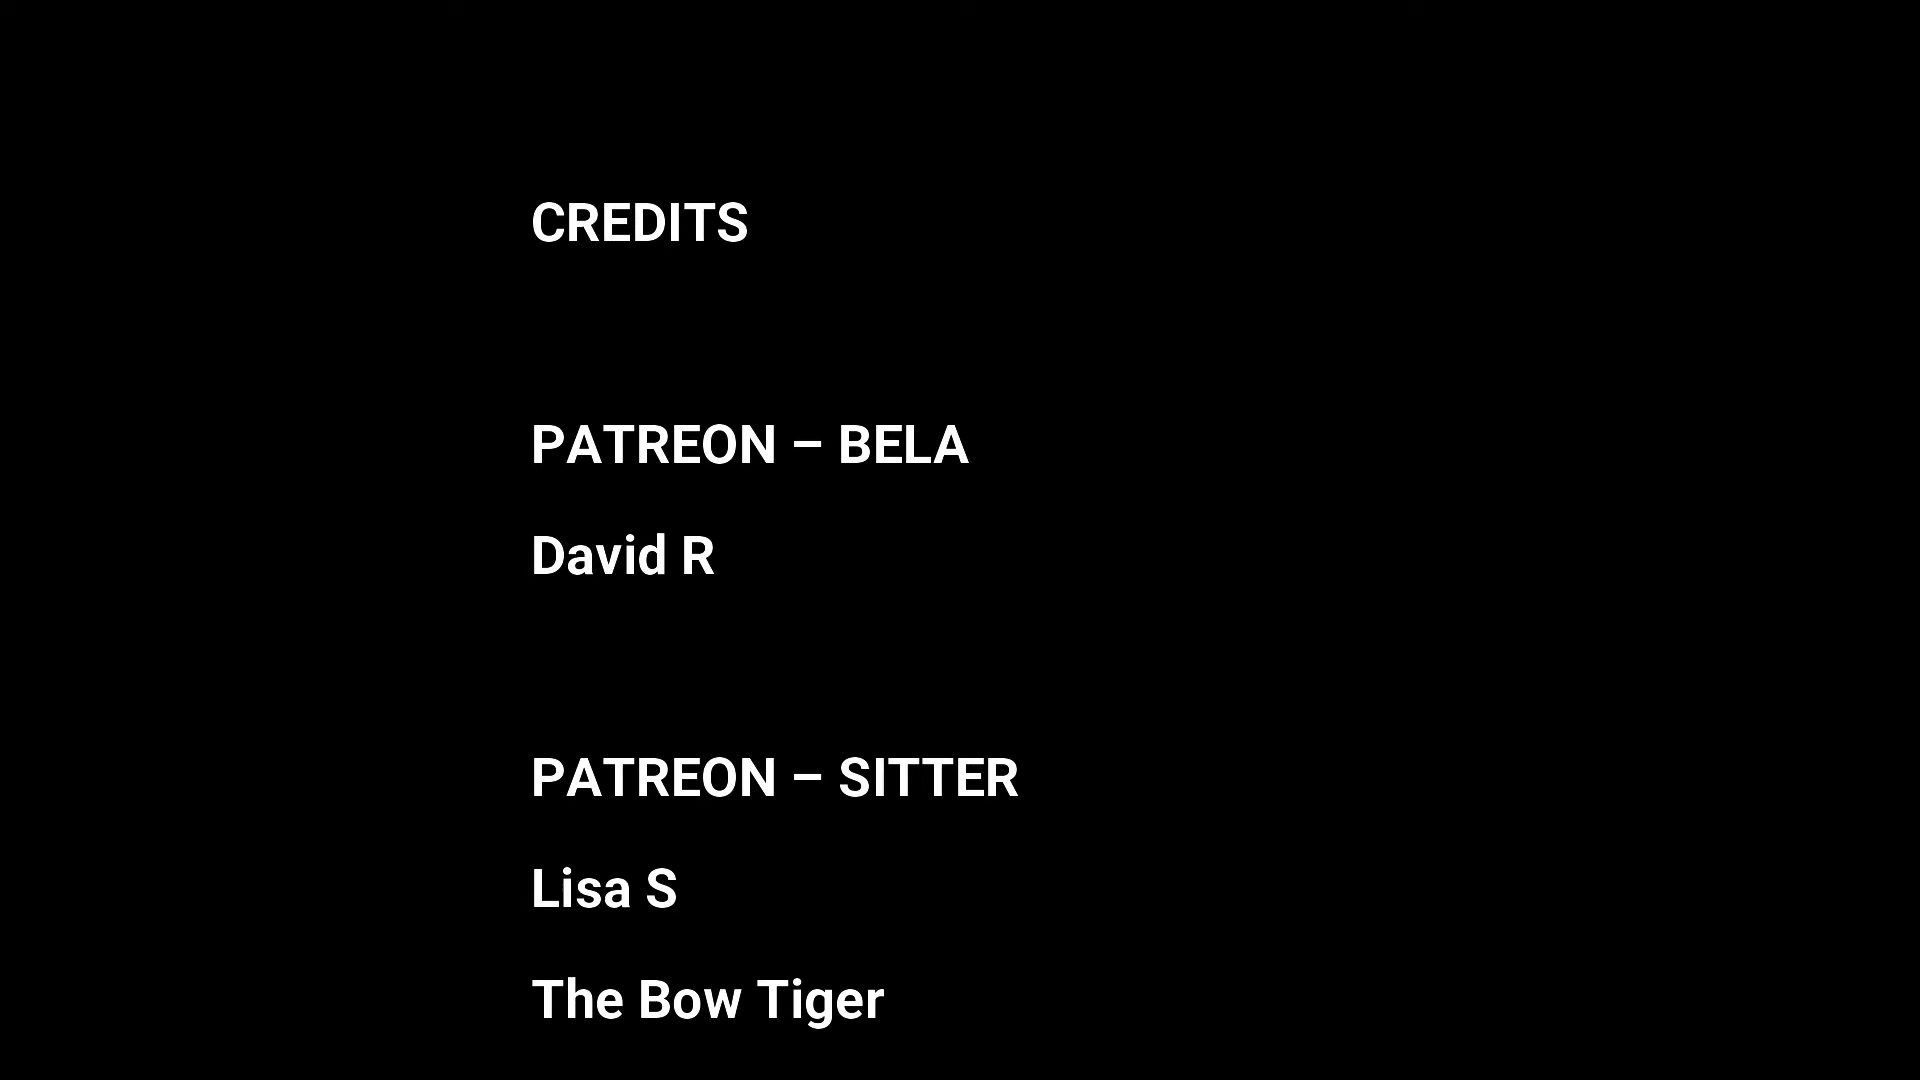 CREDITS
PATREON – BELA
David R
PATREON – SITTER
Lisa S
The Bow Tiger